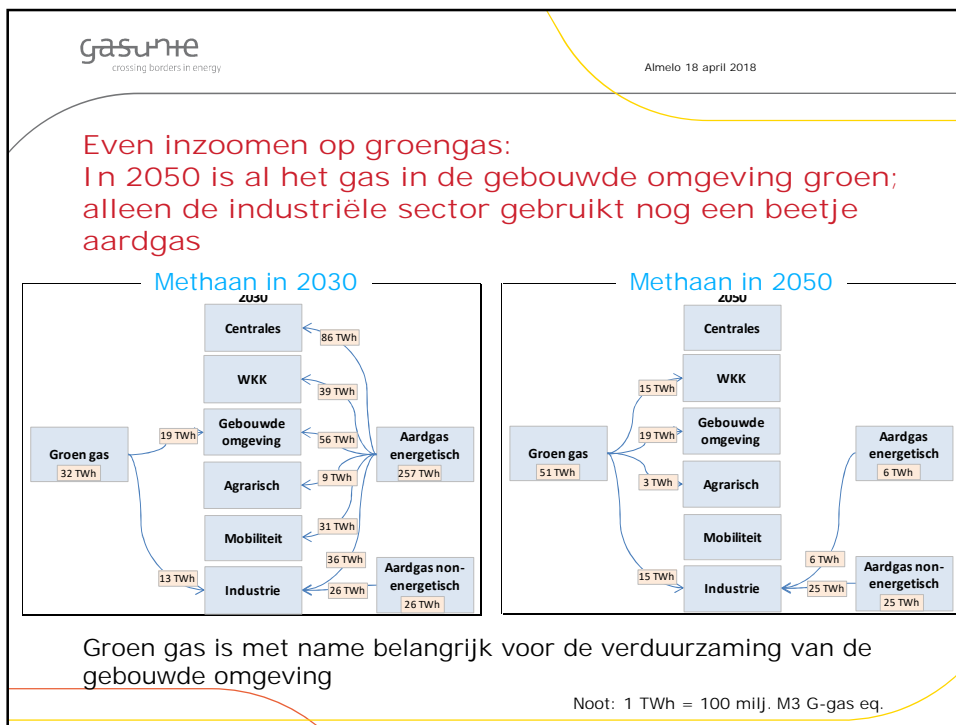 gasunie
crossing borders in energy
Almelo 18 april 2018
Even inzoomen op groengas:
In 2050 is al het gas in de gebouwde omgeving groen;
alleen de industriële sector gebruikt nog een beetje
aardgas
Methaan in 2030
2030
Centrales
86 TWh
WKK
39 TWh
Gebouwde
omgeving
19 TWh
56 TWh
Groen gas
32 TWh
Aardgas
energetisch
257 TWh
Agrarisch
9 TWh
Mobiliteit
31 TWh
36 TWh
13 TWh
Industrie
26 TWh
Aardgas non-
energetisch
26 TWh
Methaan in 2050
2050
Centrales
WKK
15 TWh
Gebouwde
omgeving
19 TWh
Groen gas
51 TWh
Aardgas
energetisch
6 TWh
3 TWh
Agrarisch
Mobiliteit
6 TWh
15 TWh
Industrie
25 TWh
Aardgas non-
energetisch
25 TWh
Groen gas is met name belangrijk voor de verduurzaming van de
gebouwde omgeving
Noot: 1 TWh = 100 milj. M3 G-gas eq.